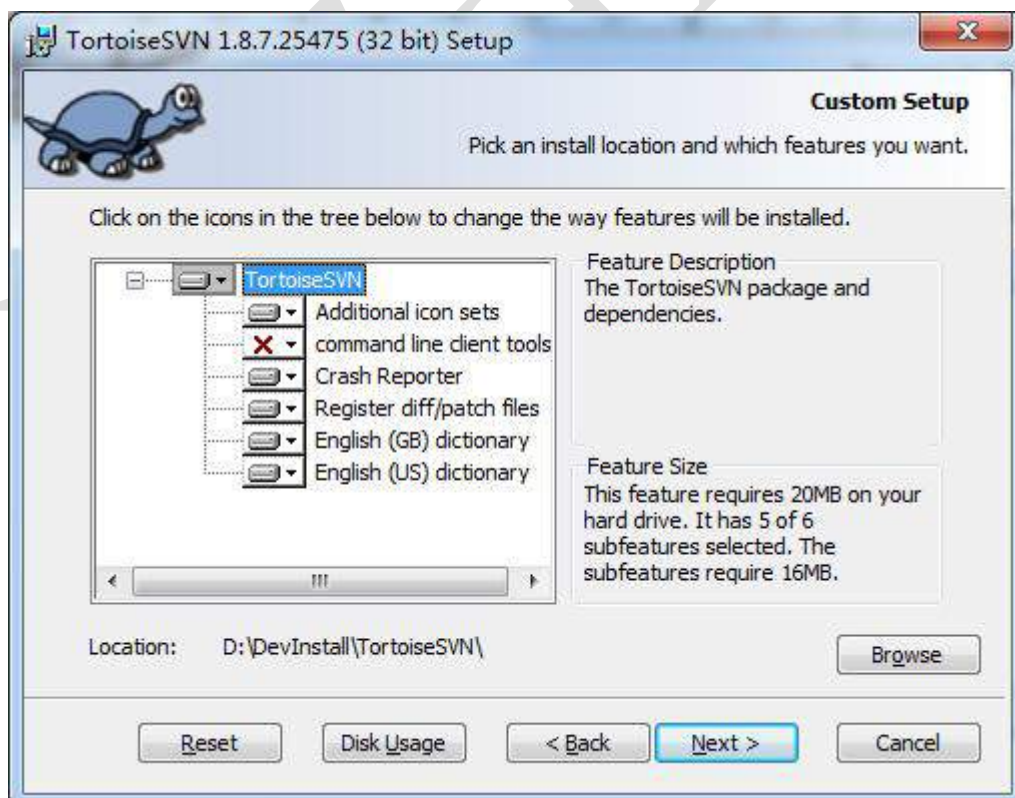 TortoiseSVN 1.8.7.25475 (32 bit) Setup
Custom Setup
Pick an install location and which features you want.
Click on the icons in the tree below to change the way features will be installed.
TortoiseSVN
Additional icon sets
command line client tools
Crash Reporter
Register diff/patch files
English (GB) dictionary
English (US) dictionary
Feature Description
The TortoiseSVN package and
dependencies.
Feature Size
This feature requires 20MB on your
hard drive. It has 5 of 6
subfeatures selected. The
subfeatures require 16MB.
Location: D:\DevInstall\TortoiseSVN\
Browse
Reset Disk Usage < Back Next > Cancel